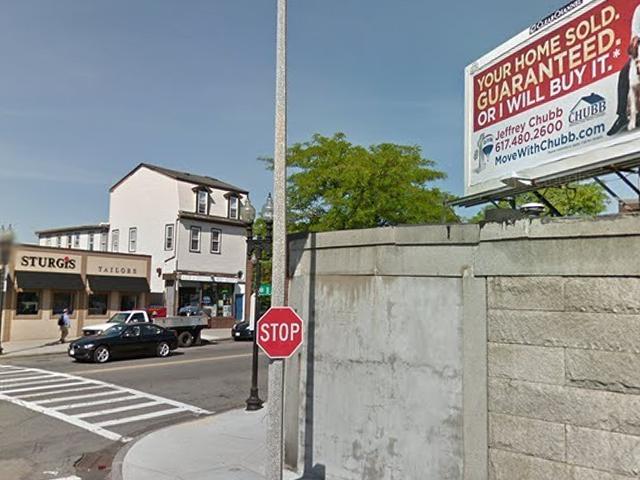 CLEARCHANNEL
YOUR HOME SOLD.
GUARANTEED.
OR I WILL BUY IT.*
Jeffrey Chubb
617.480.2600
MoveWithChubb.com
CHUBB
STURGIS
TAILORS
STOP